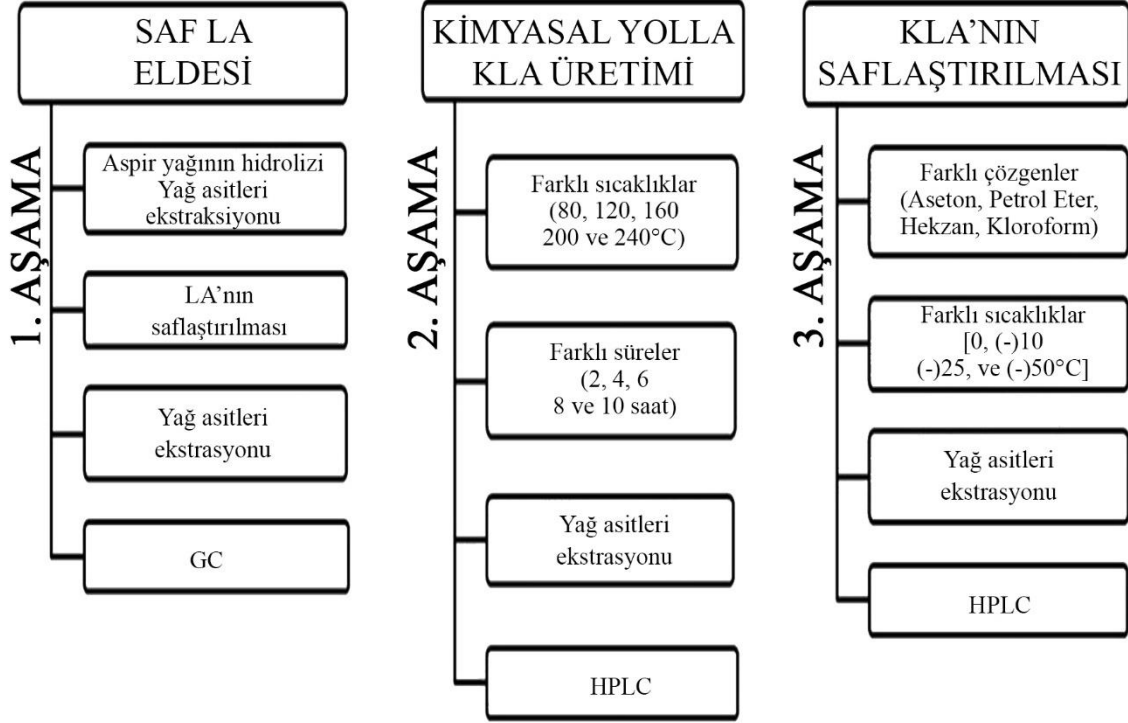 1. AŞAMA
SAF LA
ELDESİ
Aspir yağının hidrolizi
Yağ asitleri
ekstraksiyonu
LA’nın
saflaştırılması
Yağ asitleri
ekstrasyonu
GC
2. AŞAMA
KİMYASAL YOLLA
KLA ÜRETİMİ
Farklı sıcaklıklar
(80, 120, 160
200 ve 240°C)
Farklı süreler
(2, 4, 6
8 ve 10 saat)
Yağ asitleri
ekstrasyonu
HPLC
3. AŞAMA
KLA’NIN
SAFLAŞTIRILMASI
Farklı çözgenler
(Aseton, Petrol Eter,
Hekzan, Kloroform)
Farklı sıcaklıklar
[0, (-)10
(-)25, ve (-)50°C]
Yağ asitleri
ekstrasyonu
HPLC